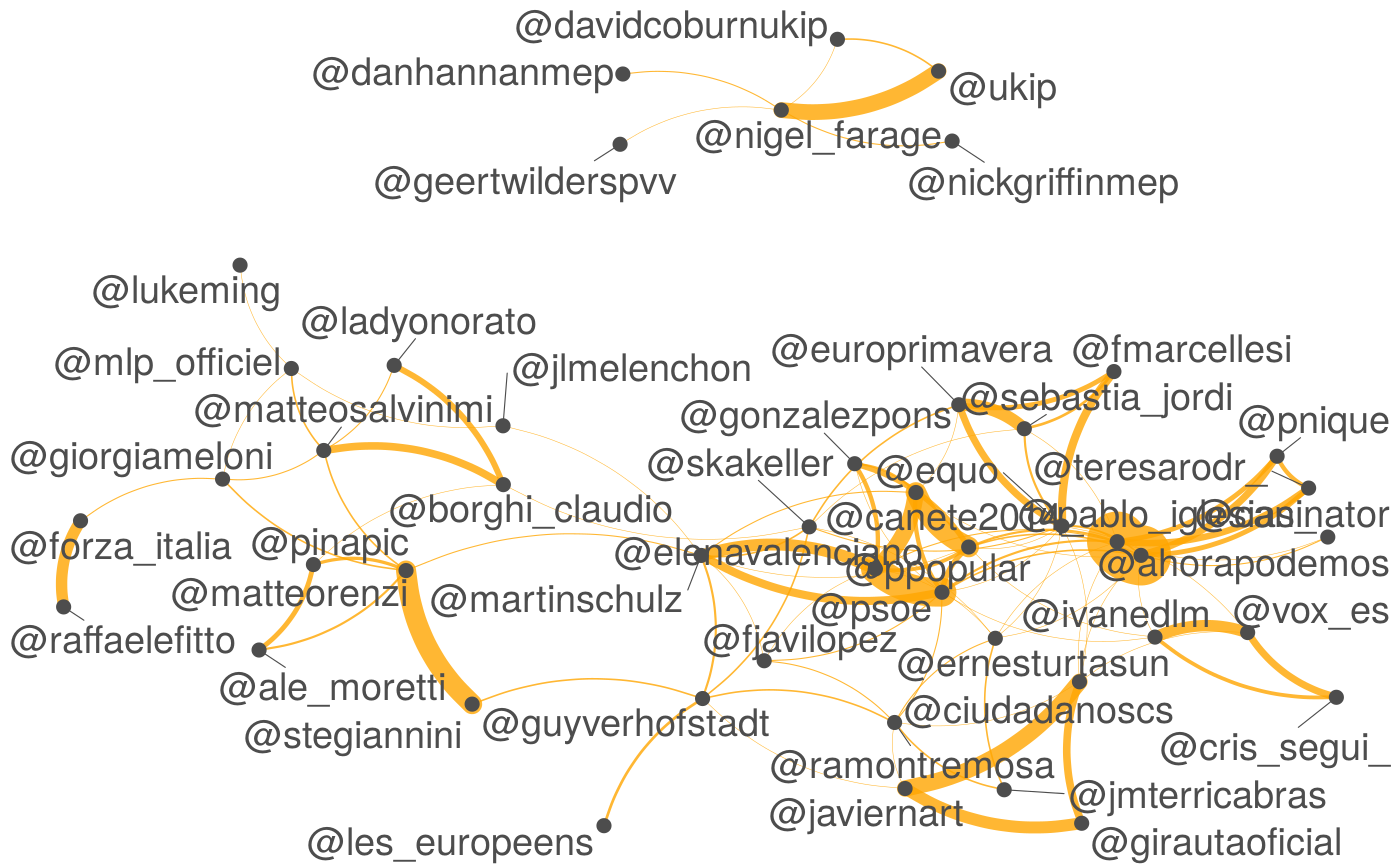 @davidcoburnukip
@danhannanmep
@ukip
@nigel_farage
@geertwilderspvv
@nickgriffinmep
@lukeming
@ladyonorato
@mlp_officiel
@jlmelenchon
@europrimavera
@fmarcellesi
@matteosalvinimi
@sebastia_jordi
@gonzalezpons
@pnique
@giorgiameloni
@skakeller
@equo
@teresarodr_
@borghi_claudio
@canete2014_
@pablo_iglesias_
@forza_italia
@pinapic
@elenavalenciano
@ppopular
@ahorapodemos
@matteorenzi
@martinschulz
@psoe
@ivanedlm
@vox_es
@raffaelefitto
@fjavilopez
@ernesturtasun
@ale_moretti
@stegiannini
@guyverhofstadt
@ciudadanoscs
@cris_segui_
@ramontremosa
@jmterricabras
@javiernart
@les_europeens
@girautaoficial